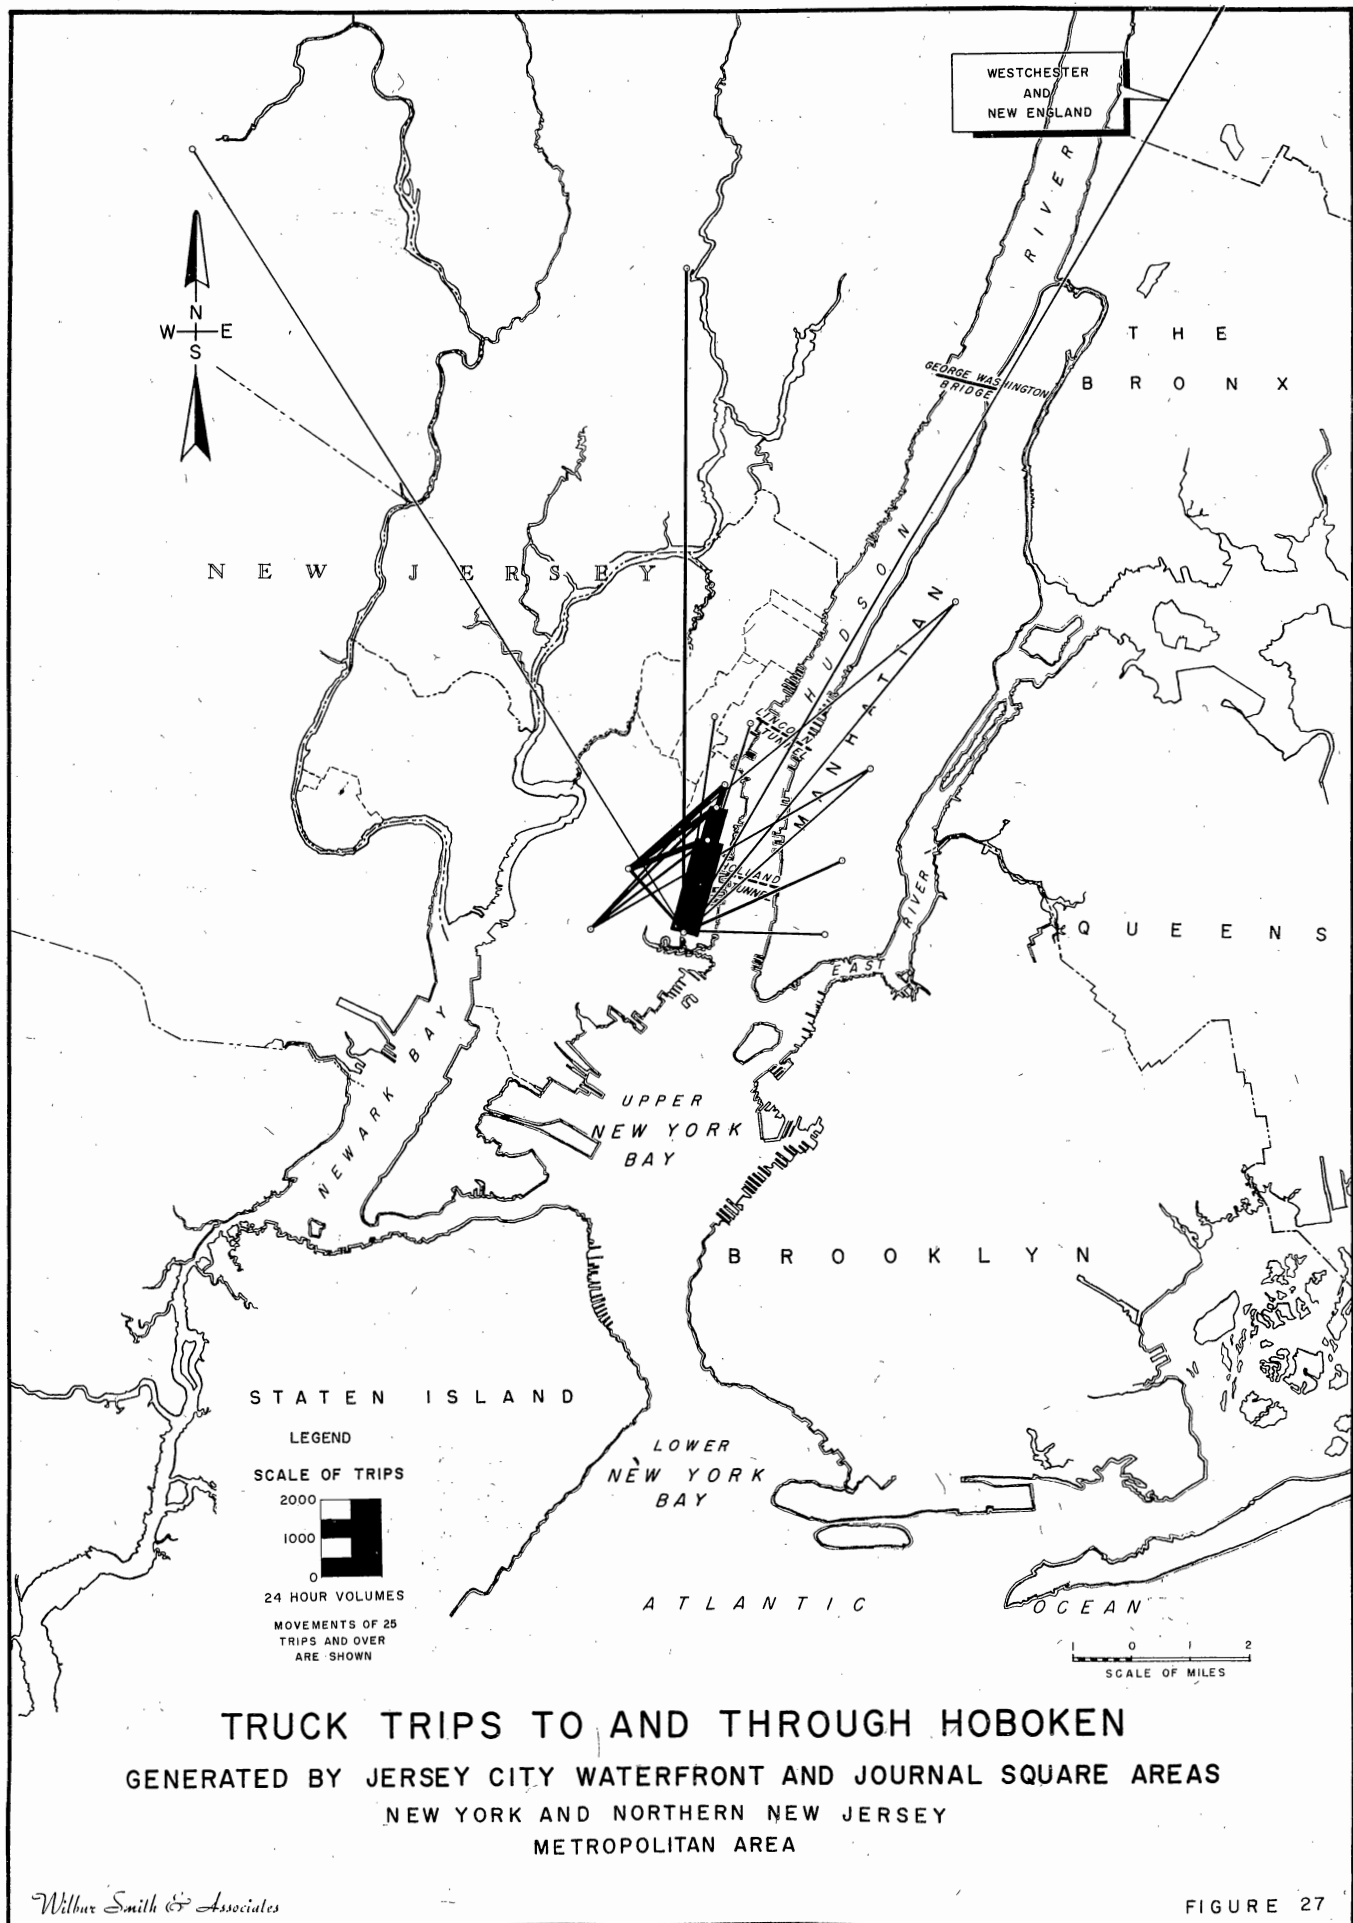 WESTCHESTER
AND
NEW ENGLAND
RIVER
N
W E
S
THE
BRONX
GEORGE WASHINGTON
BRIDGE
NEW JERSEY
HUDSON
MANHATTAN
LINCOLN
TUNNEL
HOLLAND
TUNNEL
RIVER
EAST
QUEENS
NEWARK BAY
UPPER
NEW YORK
BAY
BROOKLYN
STATEN ISLAND
LEGEND
SCALE OF TRIPS
2000
1000
0
24 HOUR VOLUMES
MOVEMENTS OF 25
TRIPS AND OVER
ARE SHOWN
LOWER
NEW YORK
BAY
ATLANTIC OCEAN
1 0 1 2
SCALE OF MILES
TRUCK TRIPS TO AND THROUGH HOBOKEN
GENERATED BY JERSEY CITY WATERFRONT AND JOURNAL SQUARE AREAS
NEW YORK AND NORTHERN NEW JERSEY
METROPOLITAN AREA
Wilbur Smith & Associates
FIGURE 27